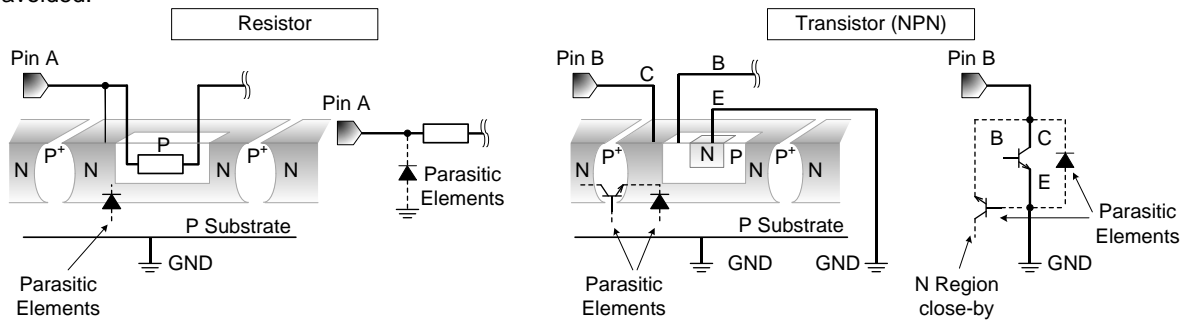 avoided.
Resistor
Transistor (NPN)
Pin A
Pin A
N
P+
N
P
N
P+
N
Parasitic
Elements
P Substrate
GND
Parasitic
Elements
Pin B
C
B
E
N
P+
N
N
P
N
P+
N
P Substrate
GND
GND
Parasitic
Elements
Pin B
B
C
E
Parasitic
Elements
GND
N Region
close-by